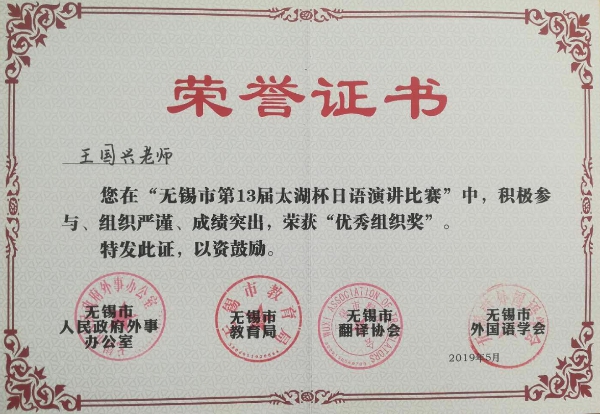 荣誉证书
王国兴老师
您在“无锡市第13届太湖杯日语演讲比赛”中，积极参
与、组织严谨、成绩突出，荣获“优秀组织奖”。
特发此证，以资鼓励。
无锡市
人民政府外事
办公室
无锡市
教育局
无锡市
翻译协会
无锡市
外国语学会
2019年5月